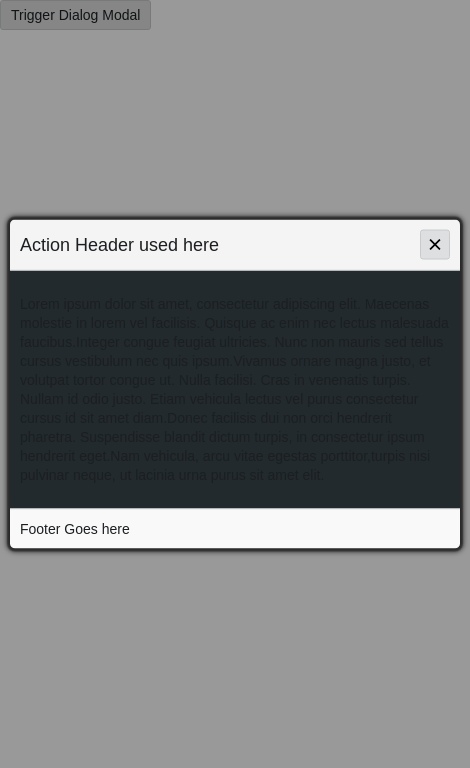 Trigger Dialog Modal
Action Header used here
Lorem ipsum dolor sit amet, consectetur adipiscing elit. Maecenas
molestie in lorem vel facilisis. Quisque ac enim nec lectus malesuada
faucibus.Integer congue feugiat ultricies. Nunc non mauris sed tellus
cursus vestibulum nec quis ipsum.Vivamus ornare magna justo, et
volutpat tortor congue ut. Nulla facilisi. Cras in venenatis turpis.
Nullam id odio justo. Etiam vehicula lectus vel purus consectetur
cursus id sit amet diam.Donec facilisis dui non orci hendrerit
pharetra. Suspendisse blandit dictum turpis, in consectetur ipsum
hendrerit eget.Nam vehicula, arcu vitae egestas porttitor,turpis nisi
pulvinar neque, ut lacinia urna purus sit amet elit.
Footer Goes here